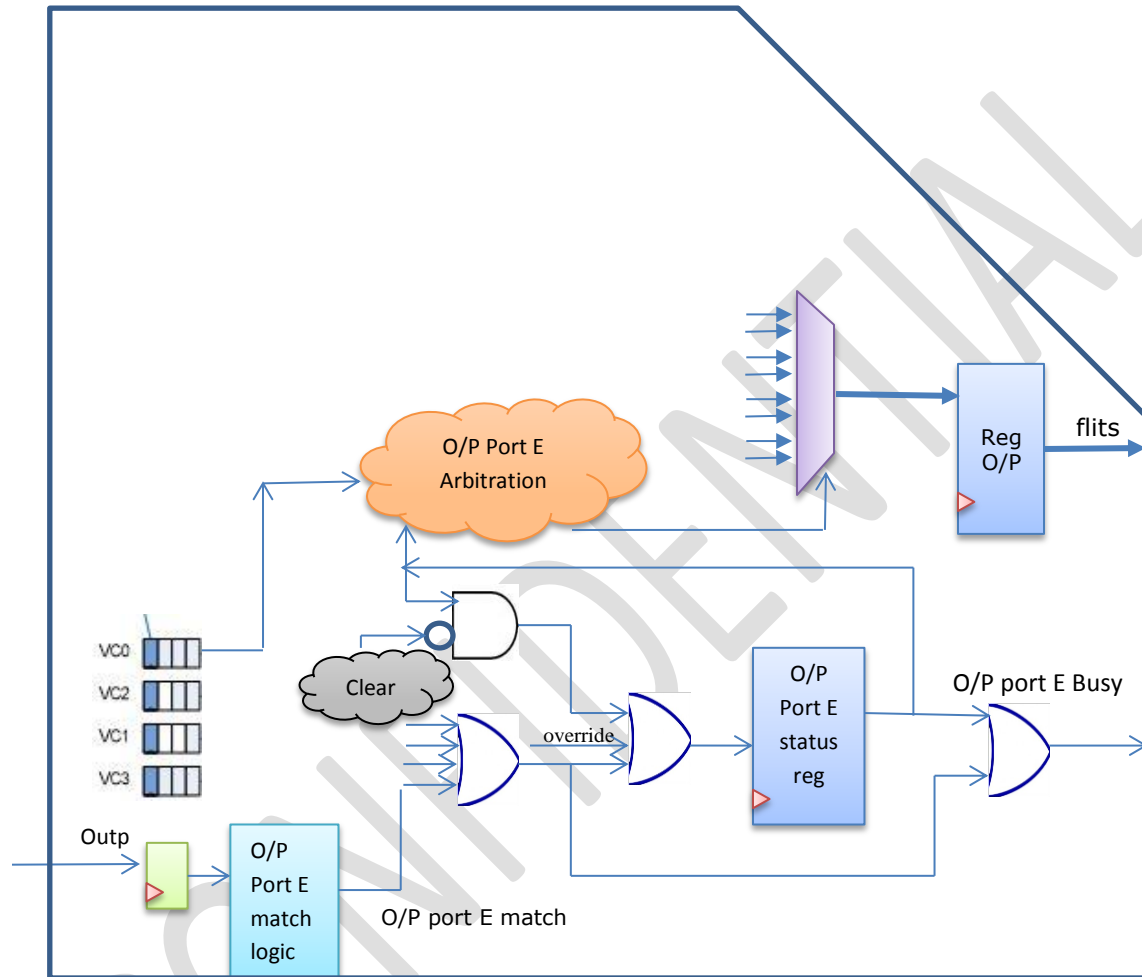 CONFIDENTIAL
flits
Reg
O/P
O/P Port E
Arbitration
VC0
VC2
VC1
VC3
Clear
override
O/P
Port E
status
reg
O/P port E Busy
Outp
O/P
Port E
match
logic
O/P port E match